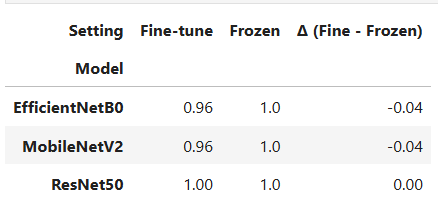 Setting Fine-tune Frozen Δ (Fine - Frozen)
Model
EfficientNetB0 0.96 1.0 -0.04
MobileNetV2 0.96 1.0 -0.04
ResNet50 1.00 1.0 0.00